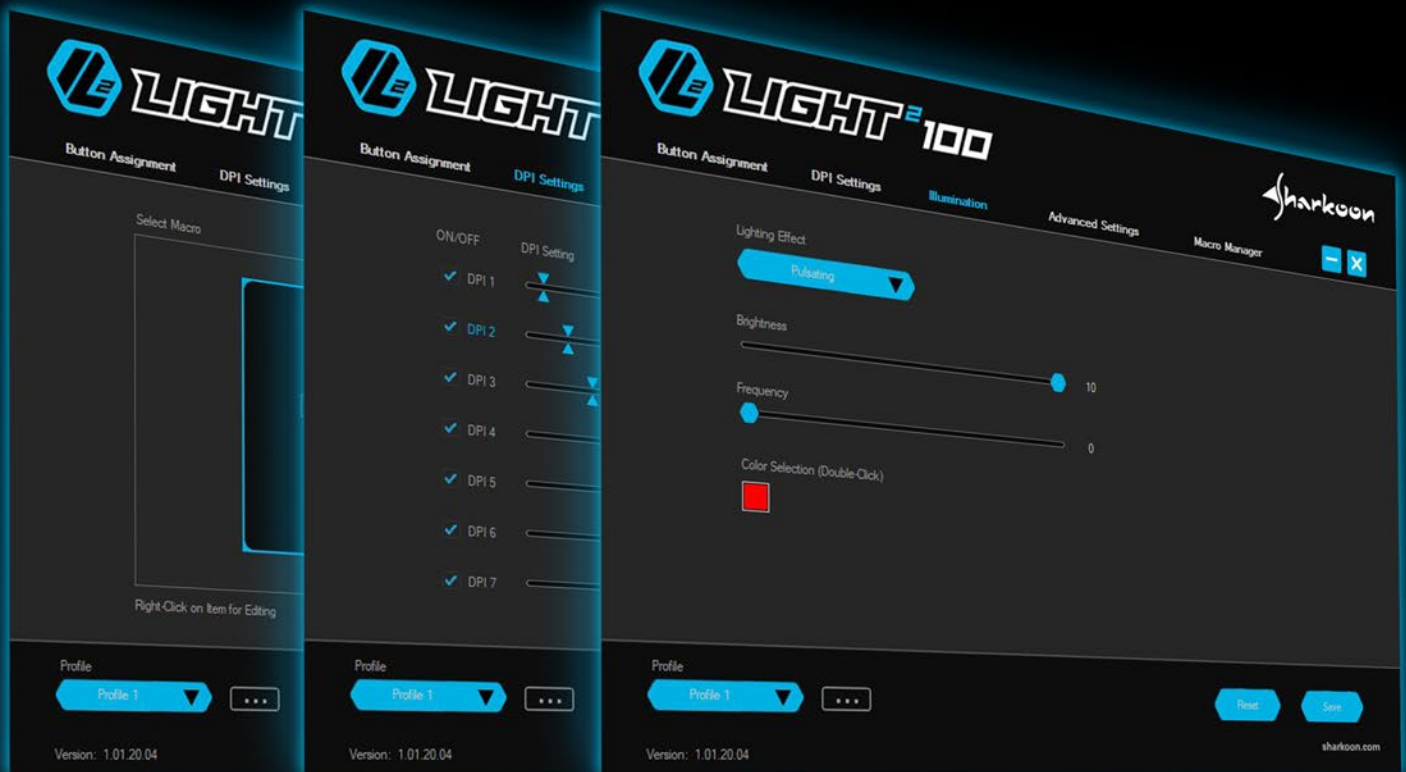 L2 LIGHT
Button Assignment
DPI Settings
Select Macro
Right-Click on Item for Editing
Profile
Profile 1
...
Version: 1.01.20.04
L2 LIGHT
Button Assignment
DPI Settings
ON/OFF
DPI Setting
DPI 1
DPI 2
DPI 3
DPI 4
DPI 5
DPI 6
DPI 7
Profile
Profile 1
...
Version: 1.01.20.04
L2 LIGHT² 100
Sharkoon
Button Assignment
DPI Settings
Illumination
Advanced Settings
Macro Manager
Lighting Effect
Pulsating
Brightness
10
Frequency
0
Color Selection (Double-Click)
Profile
Profile 1
...
Reset
Save
Version: 1.01.20.04
sharkoon.com